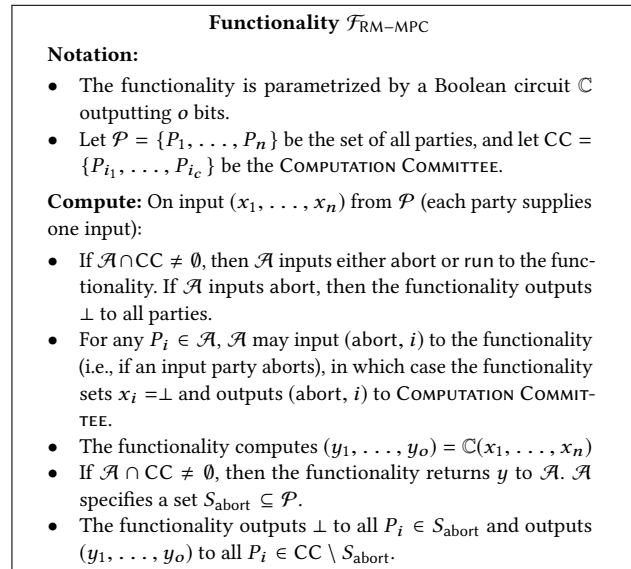 Functionality ℱRM−MPC
Notation:
• The functionality is parametrized by a Boolean circuit ℂ
outputting o bits.
• Let 𝒫 = {P1, . . . , Pn} be the set of all parties, and let CC =
{Pi1, . . . , Pic} be the Computation Committee.
Compute: On input (x1, . . . , xn) from 𝒫 (each party supplies
one input):
• If 𝒜∩CC ≠ ∅, then 𝒜 inputs either abort or run to the func-
tionality. If 𝒜 inputs abort, then the functionality outputs
⊥ to all parties.
• For any Pi ∈ 𝒜, 𝒜 may input (abort, i) to the functionality
(i.e., if an input party aborts), in which case the functionality
sets xi =⊥ and outputs (abort, i) to Computation Commit-
tee.
• The functionality computes (y1, . . . , yo) = ℂ(x1, . . . , xn)
• If 𝒜 ∩ CC ≠ ∅, then the functionality returns y to 𝒜. 𝒜
specifies a set Sabort ⊆ 𝒫.
• The functionality outputs ⊥ to all Pi ∈ Sabort and outputs
(y1, . . . , yo) to all Pi ∈ CC \ Sabort.